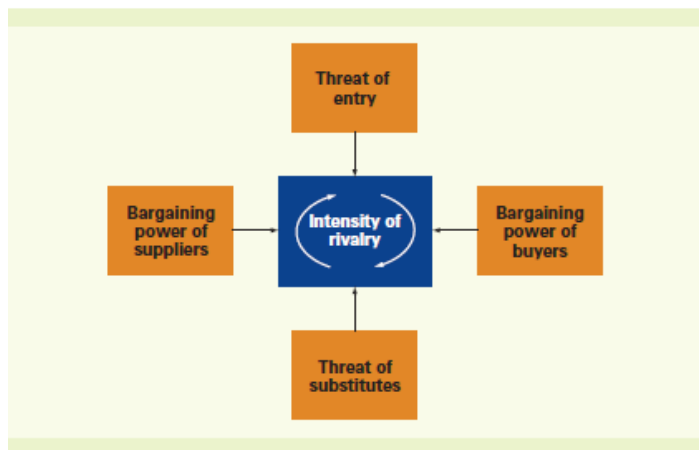 Threat of
entry
Bargaining
power of
suppliers
Intensity of
rivalry
Bargaining
power of
buyers
Threat of
substitutes